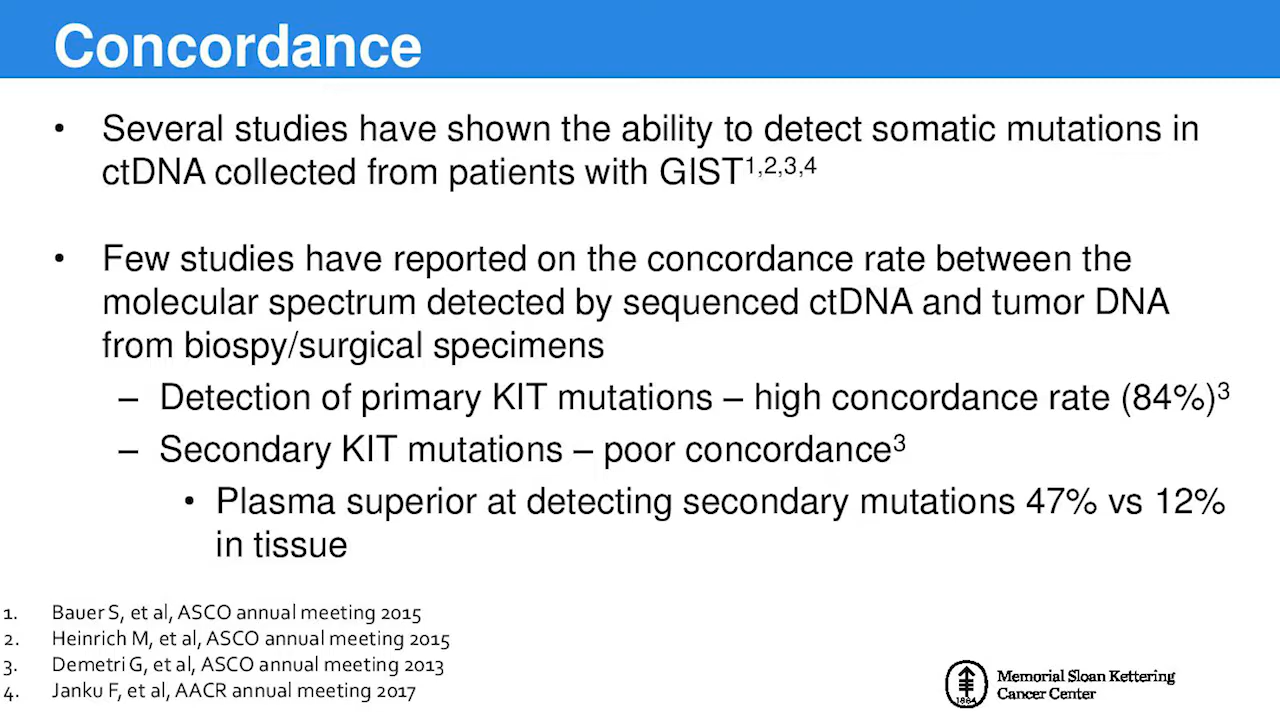 Concordance
• Several studies have shown the ability to detect somatic mutations in
ctDNA collected from patients with GIST1,2,3,4
• Few studies have reported on the concordance rate between the
molecular spectrum detected by sequenced ctDNA and tumor DNA
from biospy/surgical specimens
– Detection of primary KIT mutations – high concordance rate (84%)3
– Secondary KIT mutations – poor concordance3
• Plasma superior at detecting secondary mutations 47% vs 12%
in tissue
1. Bauer S, et al, ASCO annual meeting 2015
2. Heinrich M, et al, ASCO annual meeting 2015
3. Demetri G, et al, ASCO annual meeting 2013
4. Janku F, et al, AACR annual meeting 2017
1884
Memorial Sloan Kettering
Cancer Center